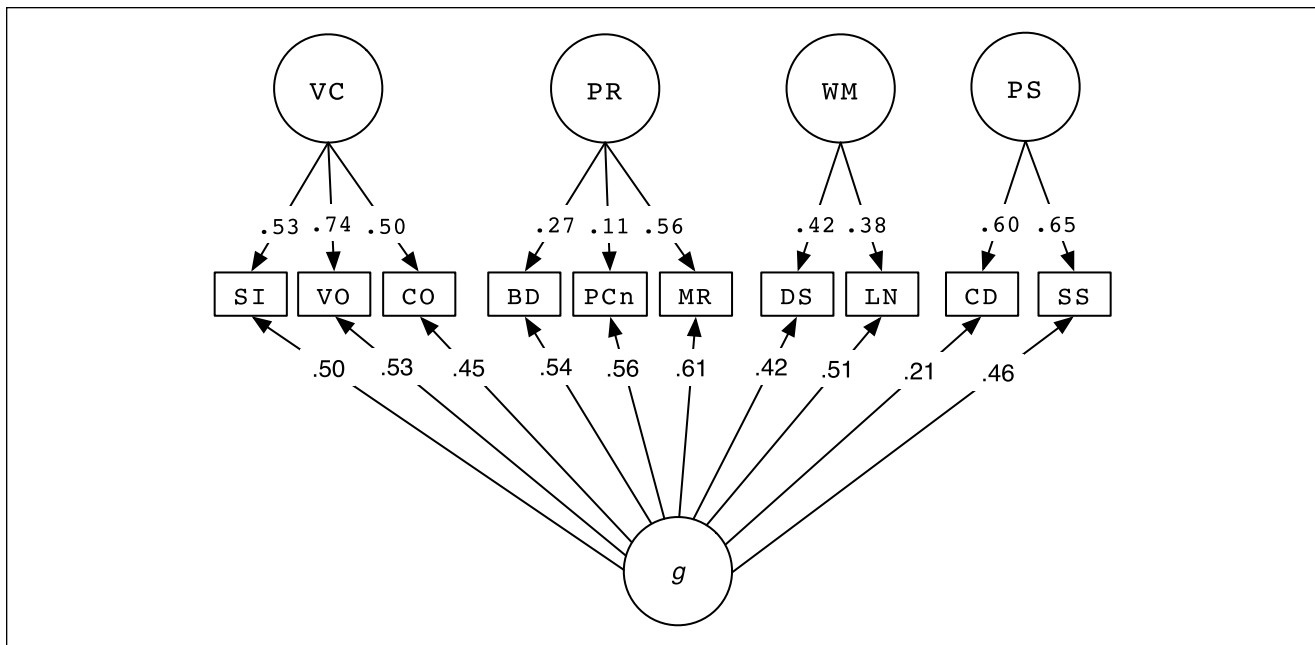 VC PR WM PS
.53 .74 .50 .27 .11 .56 .42 .38 .60 .65
SI VO CO BD PCn MR DS LN CD SS
.50 .53 .45 .54 .56 .61 .42 .51 .21 .46
g